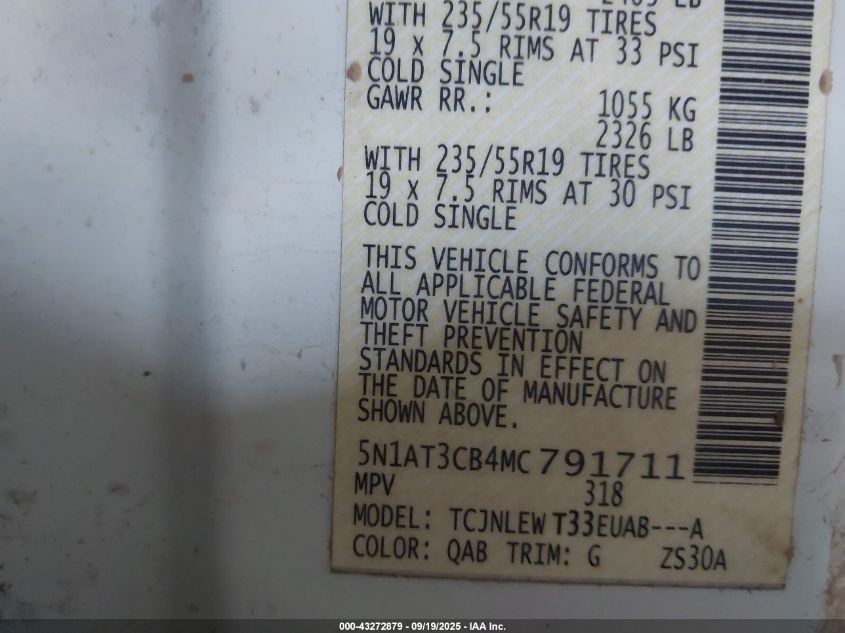 2403 LB
WITH 235/55R19 TIRES
19 x 7.5 RIMS AT 33 PSI
COLD SINGLE
GAWR RR.: 1055 KG
2326 LB
WITH 235/55R19 TIRES
19 x 7.5 RIMS AT 30 PSI
COLD SINGLE
THIS VEHICLE CONFORMS TO
ALL APPLICABLE FEDERAL
MOTOR VEHICLE SAFETY AND
THEFT PREVENTION
STANDARDS IN EFFECT ON
THE DATE OF MANUFACTURE
SHOWN ABOVE.
5N1AT3CB4MC791711
MPV 318
MODEL: TCJNLEWT33EUAB---A
COLOR: QAB TRIM: G ZS30A
000-43272879 - 09/19/2025 - IAA Inc.